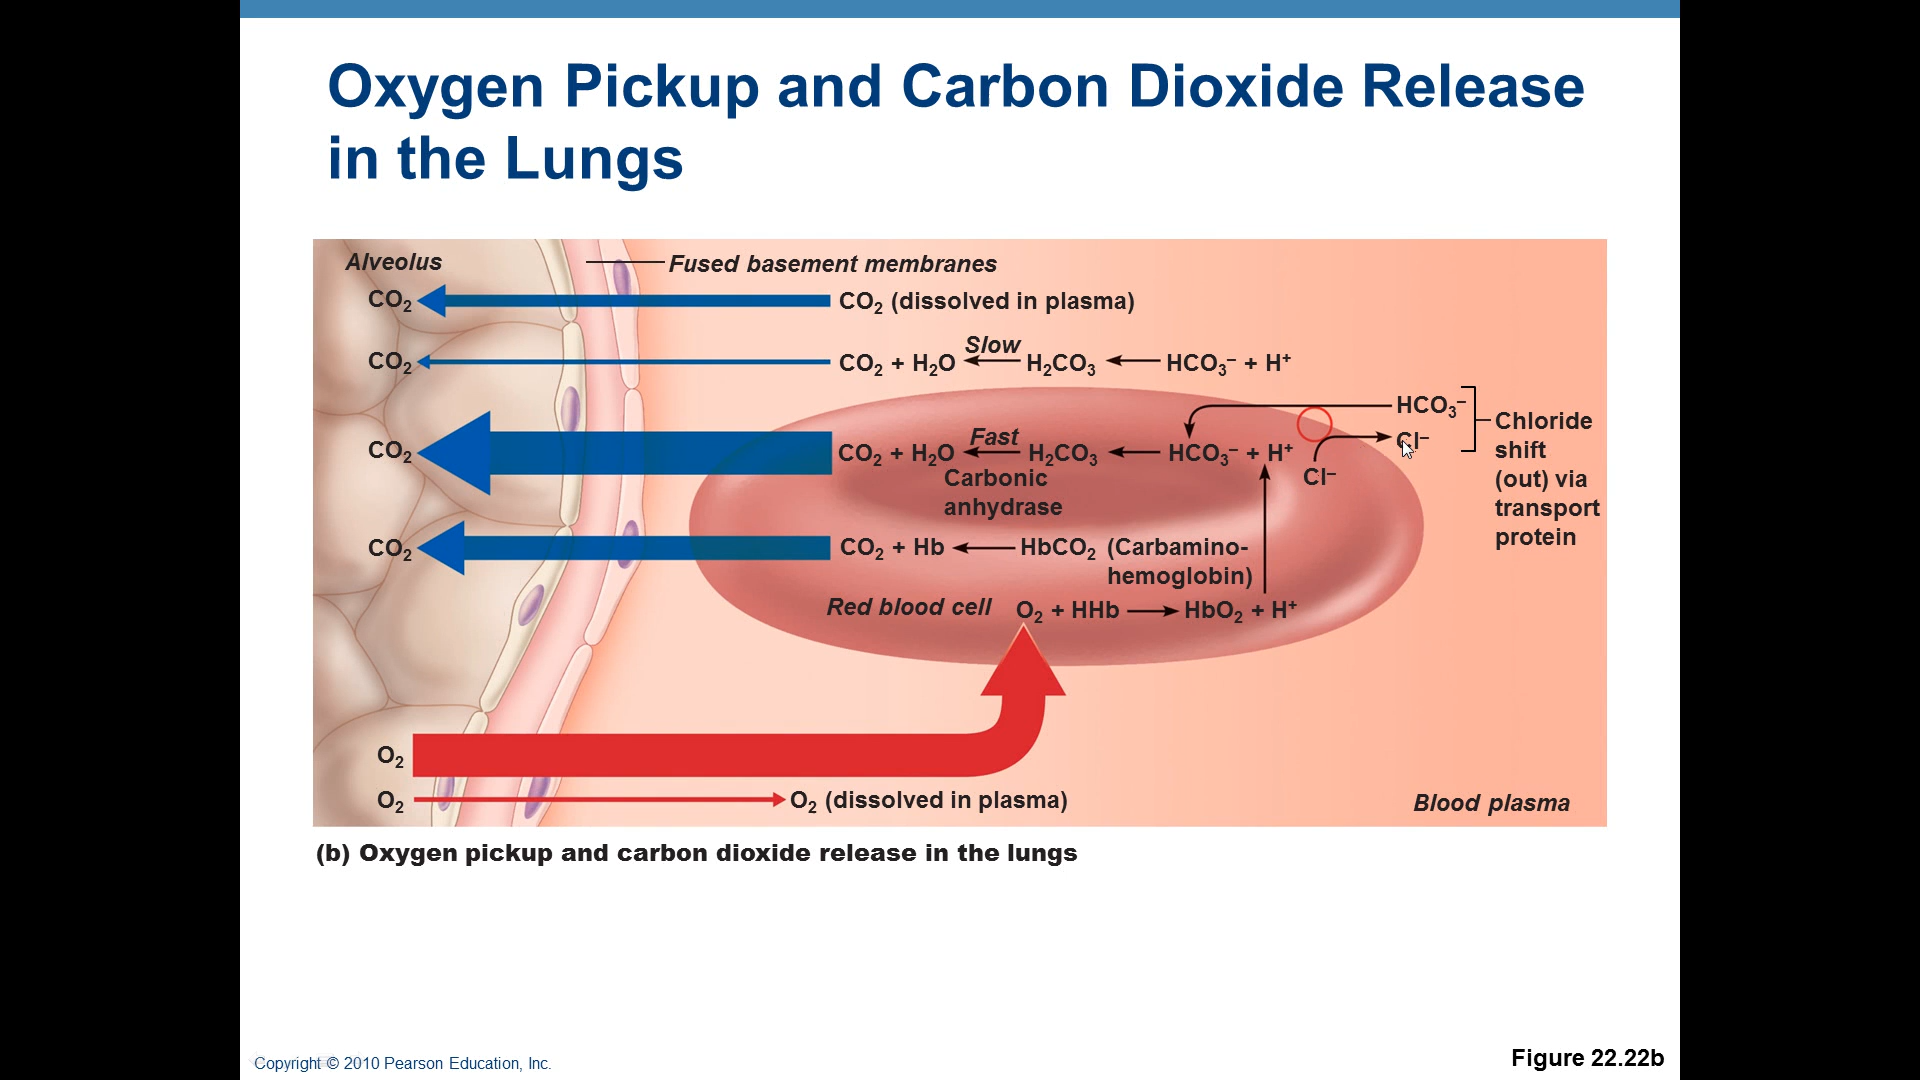 Oxygen Pickup and Carbon Dioxide Release
in the Lungs
Alveolus
Fused basement membranes
CO₂
CO₂ (dissolved in plasma)
CO₂
CO₂ + H₂O
Slow
H₂CO₃
HCO₃⁻ + H⁺
HCO₃⁻
Cl⁻
Chloride
shift
(out) via
transport
protein
CO₂
CO₂ + H₂O
Fast
H₂CO₃
HCO₃⁻ + H⁺
Cl⁻
Carbonic
anhydrase
CO₂
CO₂ + Hb
HbCO₂ (Carbamino-
hemoglobin)
Red blood cell
O₂ + HHb
HbO₂ + H⁺
O₂
O₂
O₂ (dissolved in plasma)
Blood plasma
(b) Oxygen pickup and carbon dioxide release in the lungs
Copyright © 2010 Pearson Education, Inc.
Figure 22.22b